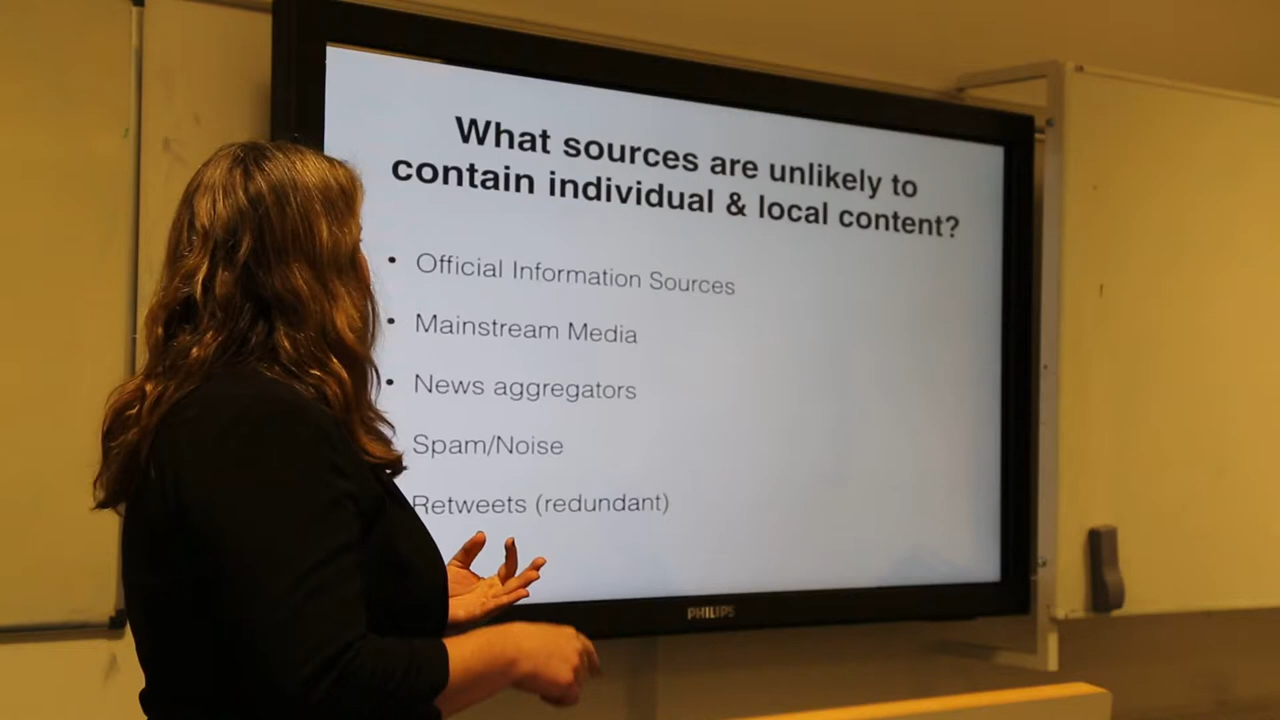 What sources are unlikely to
contain individual & local content?
• Official Information Sources
• Mainstream Media
• News aggregators
Spam/Noise
Retweets (redundant)
PHILIPS